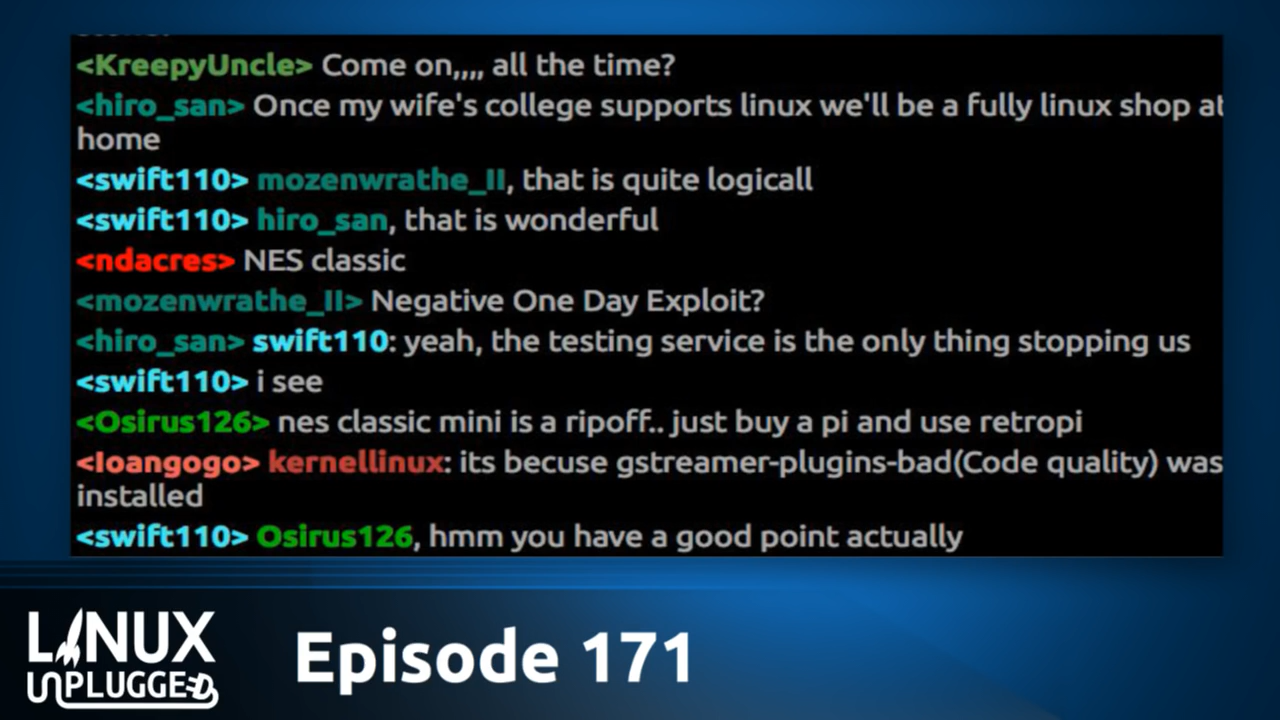 <KreepyUncle> Come on,,,, all the time?
<hiro_san> Once my wife's college supports linux we'll be a fully linux shop at
home
<swift110> mozenwrathe_II, that is quite logicall
<swift110> hiro_san, that is wonderful
<ndacres> NES classic
<mozenwrathe_II> Negative One Day Exploit?
<hiro_san> swift110: yeah, the testing service is the only thing stopping us
<swift110> i see
<Osirus126> nes classic mini is a ripoff.. just buy a pi and use retropi
<Ioangogo> kernellinux: its becuse gstreamer-plugins-bad(Code quality) was
installed
<swift110> Osirus126, hmm you have a good point actually
LINUX
UNPLUGGED
Episode 171